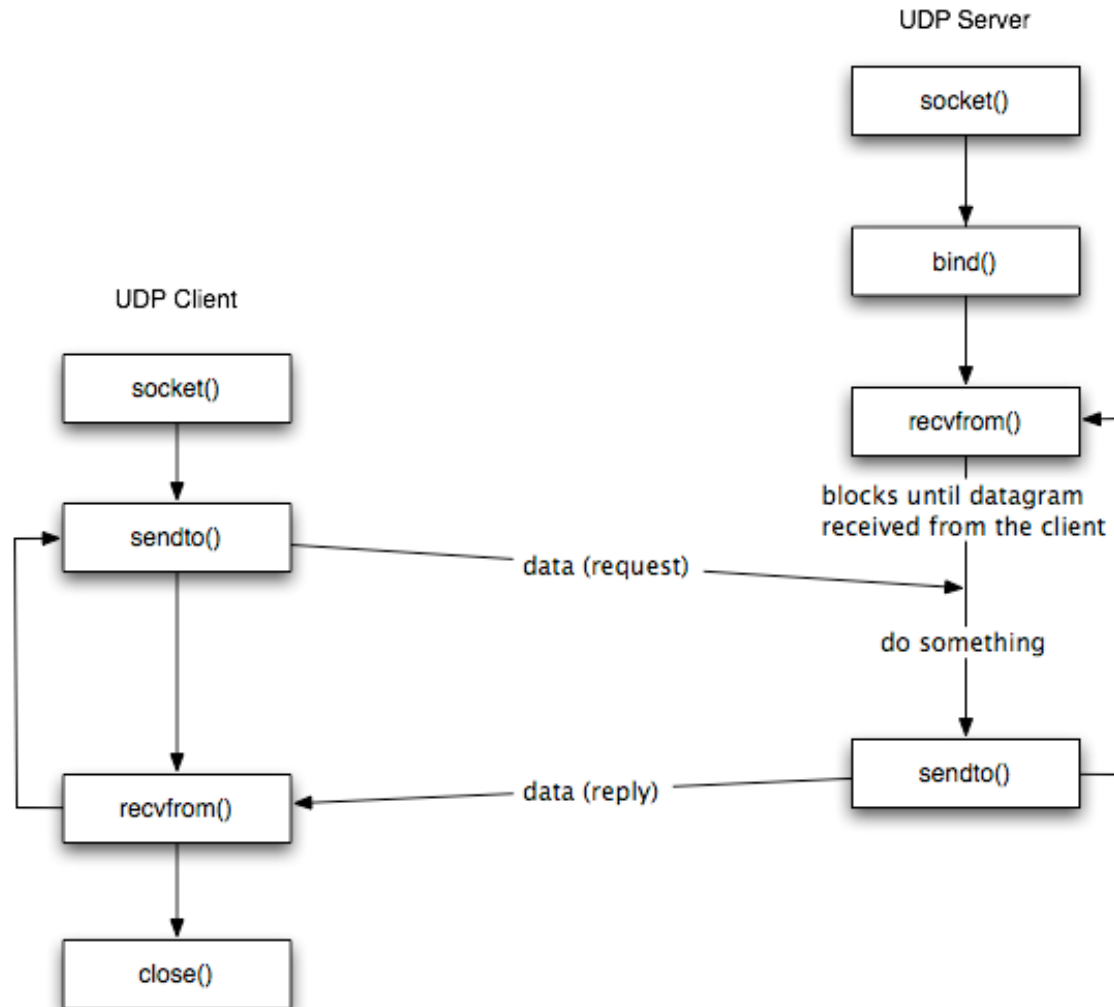 UDP Server
socket()
bind()
UDP Client
socket()
recvfrom()
blocks until datagram
received from the client
sendto()
data (request)
do something
sendto()
data (reply)
recvfrom()
close()